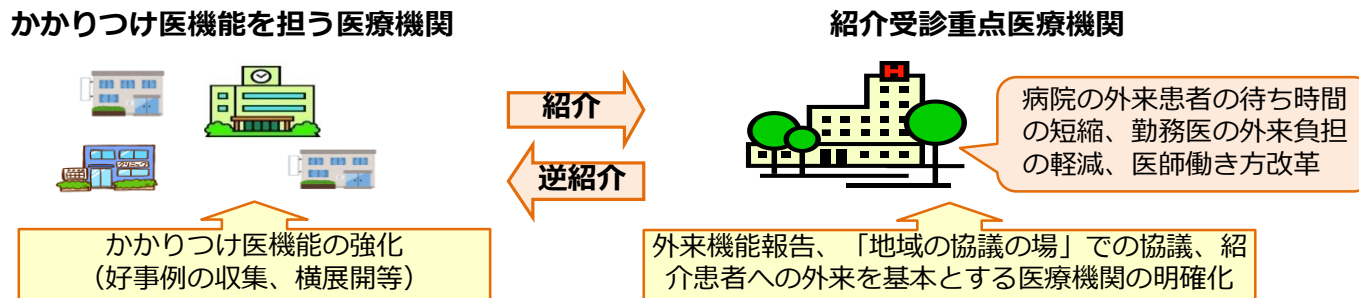 かかりつけ医機能を担う医療機関
紹介受診重点医療機関
クリニック
紹介
逆紹介
H
病院の外来患者の待ち時間
の短縮、勤務医の外来負担
の軽減、医師働き方改革
かかりつけ医機能の強化
（好事例の収集、横展開等）
外来機能報告、「地域の協議の場」での協議、紹
介患者への外来を基本とする医療機関の明確化